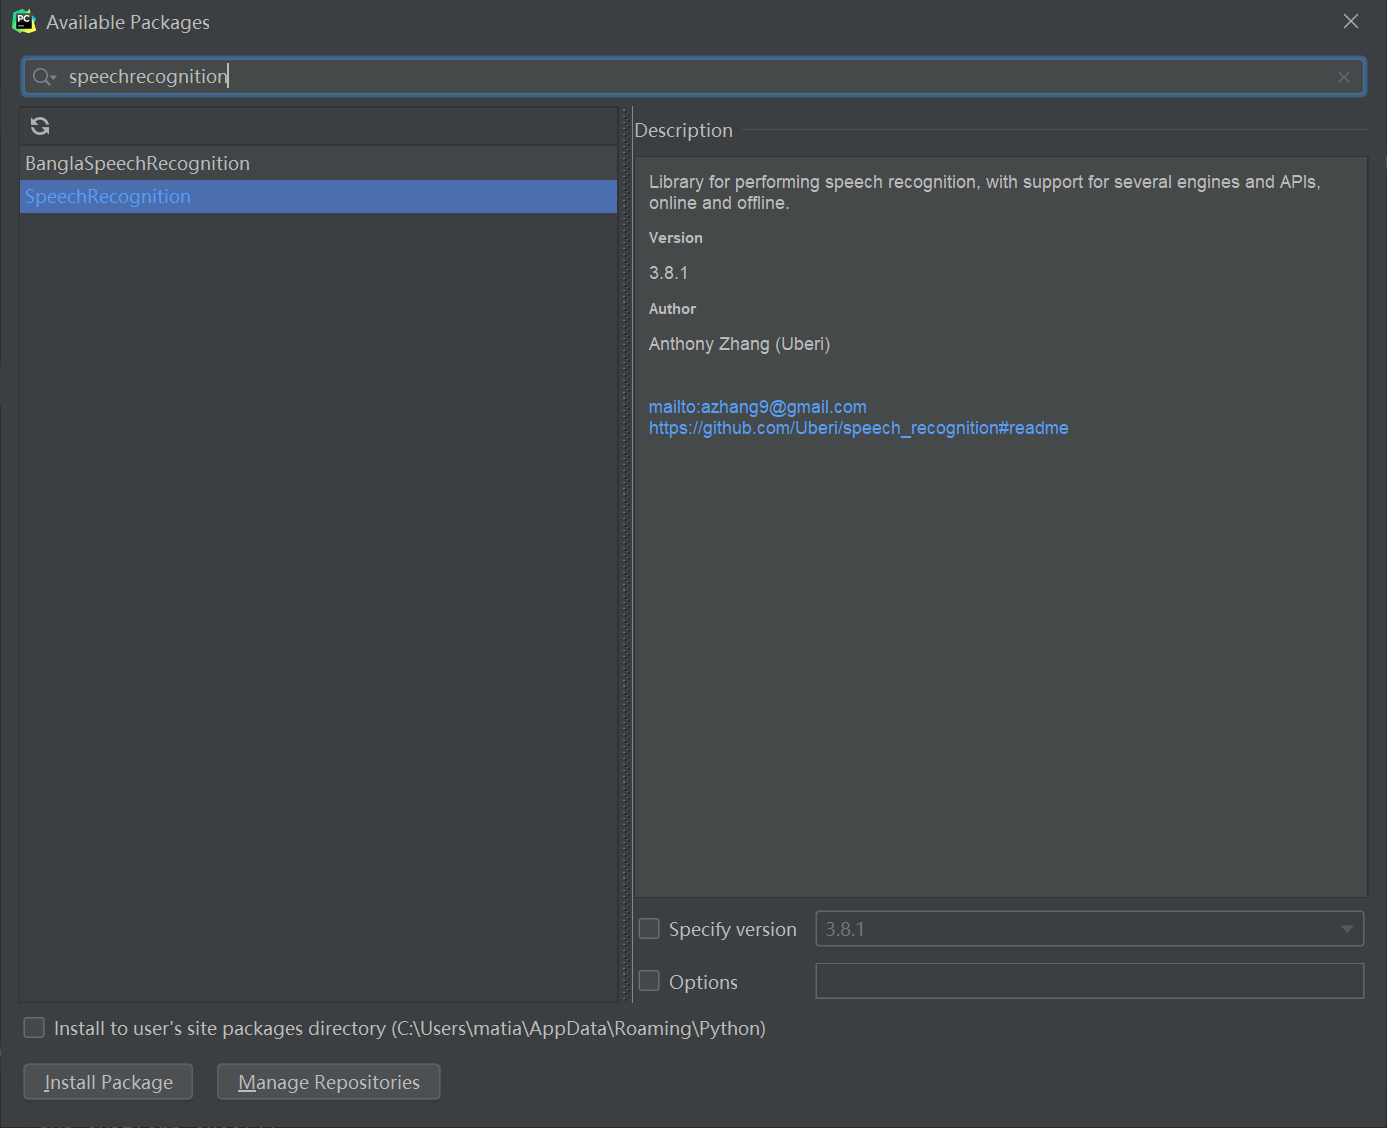 Available Packages
speechrecognition
BanglaSpeechRecognition
SpeechRecognition
Description
Library for performing speech recognition, with support for several engines and APIs,
online and offline.
Version
3.8.1
Author
Anthony Zhang (Uberi)
mailto:azhang9@gmail.com
https://github.com/Uberi/speech_recognition#readme
Specify version
3.8.1
Options
Install to user's site packages directory (C:\Users\matia\AppData\Roaming\Python)
Install Package
Manage Repositories